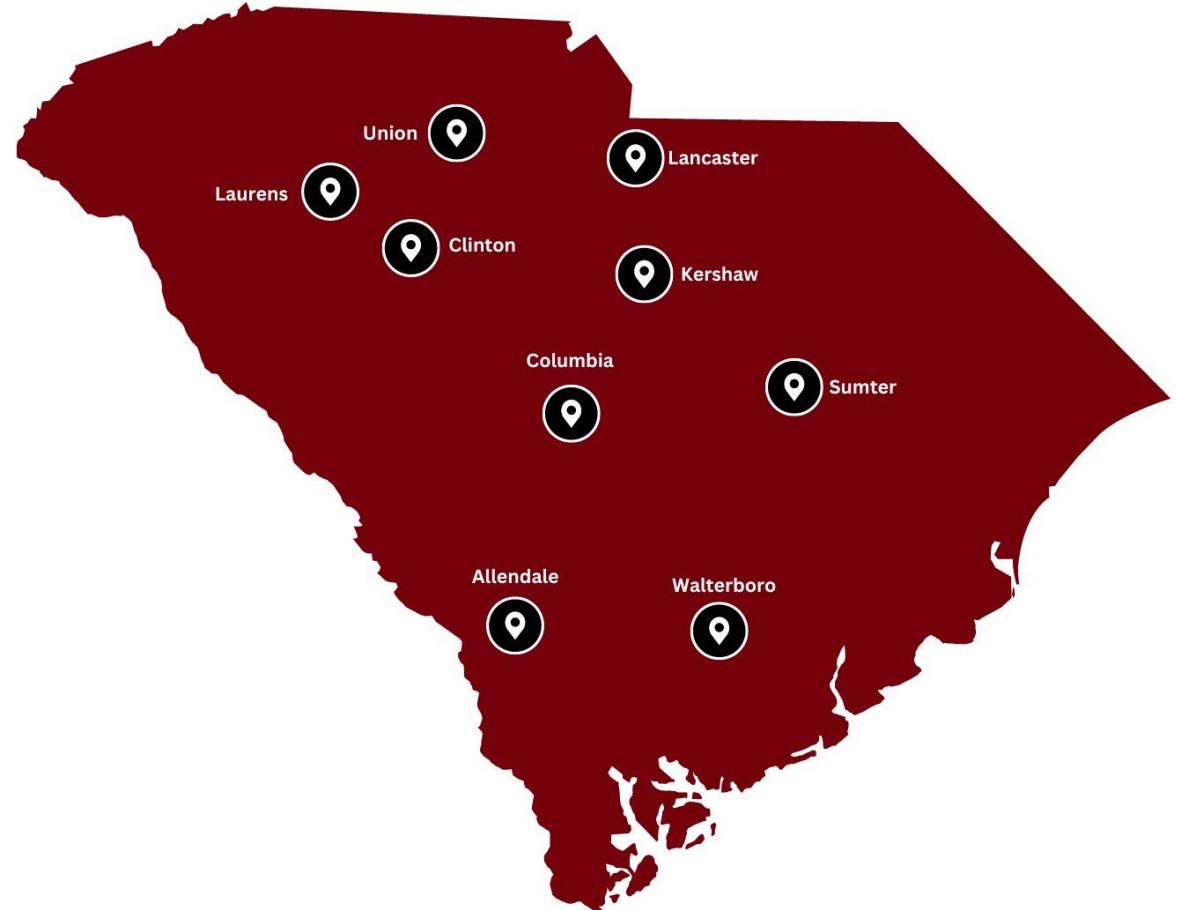 Union
Lancaster
Laurens
Clinton
Kershaw
Columbia
Sumter
Allendale
Walterboro